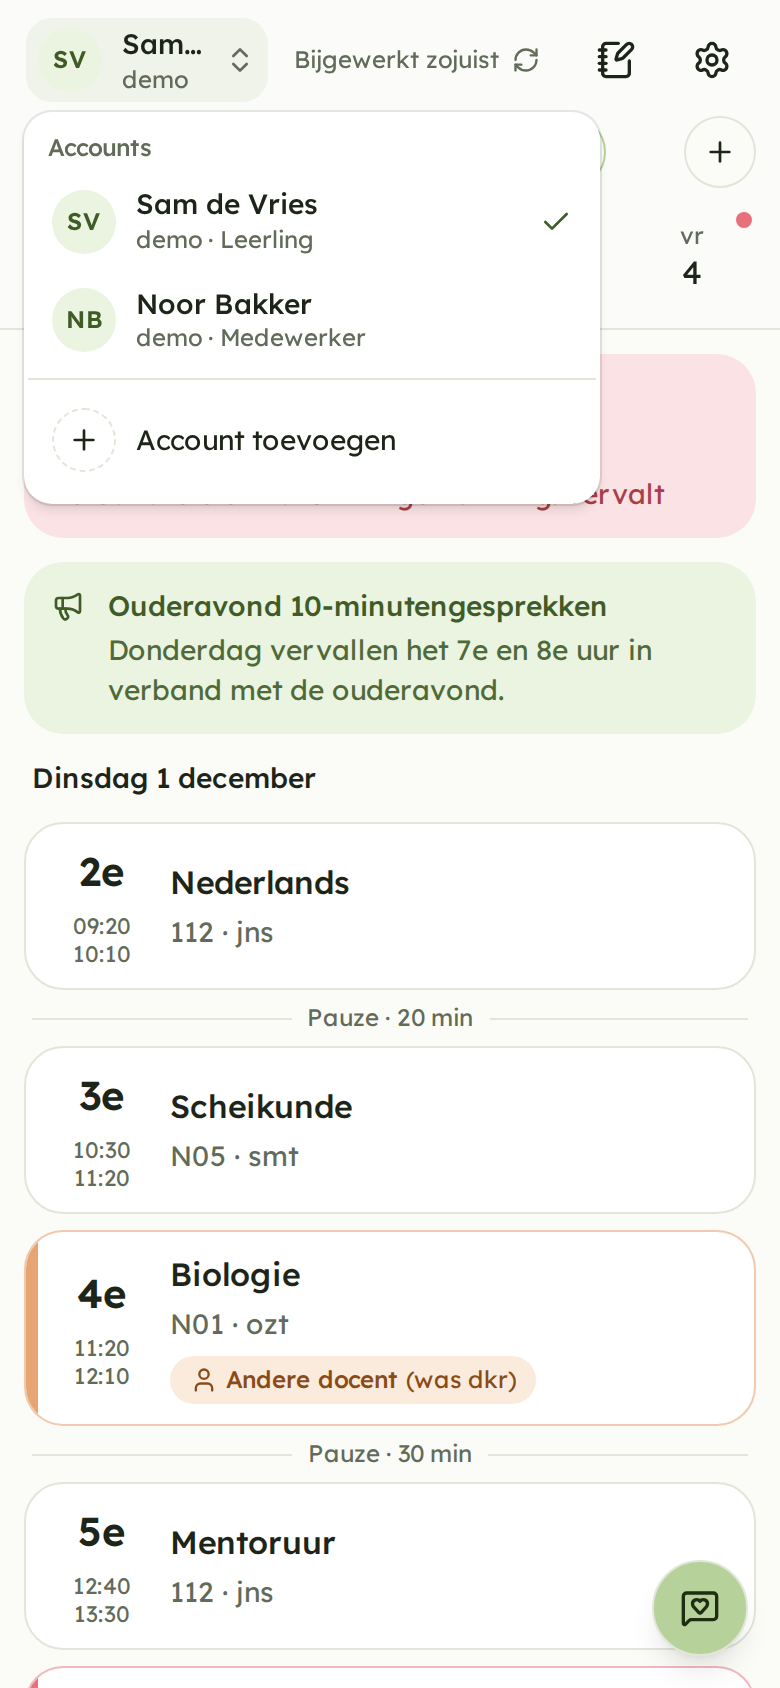 SV
Sam...
demo
Bijgewerkt zojuist
Accounts
SV
Sam de Vries
demo · Leerling
NB
Noor Bakker
demo · Medewerker
Account toevoegen
vr
4
Ouderavond 10-minutengesprekken
Donderdag vervallen het 7e en 8e uur in
verband met de ouderavond.
Dinsdag 1 december
2e
09:20
10:10
Nederlands
112 · jns
Pauze · 20 min
3e
10:30
11:20
Scheikunde
N05 · smt
4e
11:20
12:10
Biologie
N01 · ozt
Andere docent (was dkr)
Pauze · 30 min
5e
12:40
13:30
Mentoruur
112 · jns